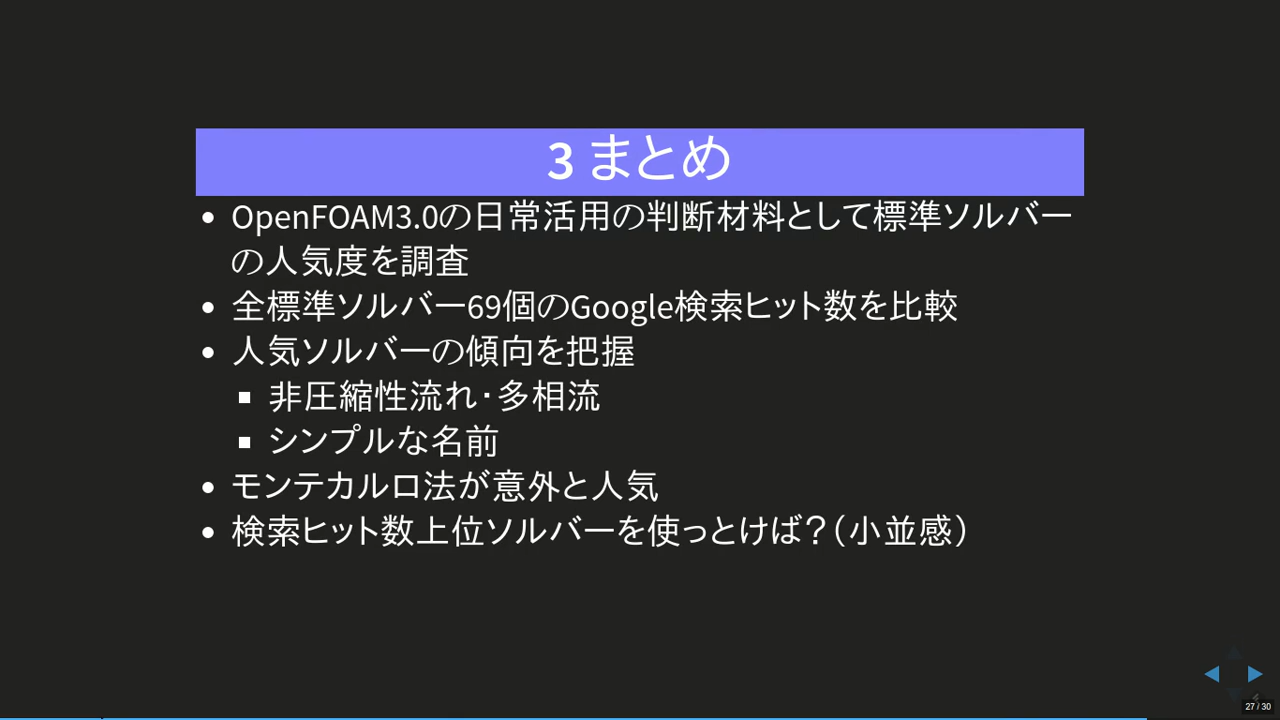 3 まとめ
• OpenFOAM3.0の日常活用の判断材料として標準ソルバー
の人気度を調査
• 全標準ソルバー69個のGoogle検索ヒット数を比較
• 人気ソルバーの傾向を把握
▪ 非圧縮性流れ・多相流
▪ シンプルな名前
• モンテカルロ法が意外と人気
• 検索ヒット数上位ソルバーを使っとけば？（小並感）
27 / 30